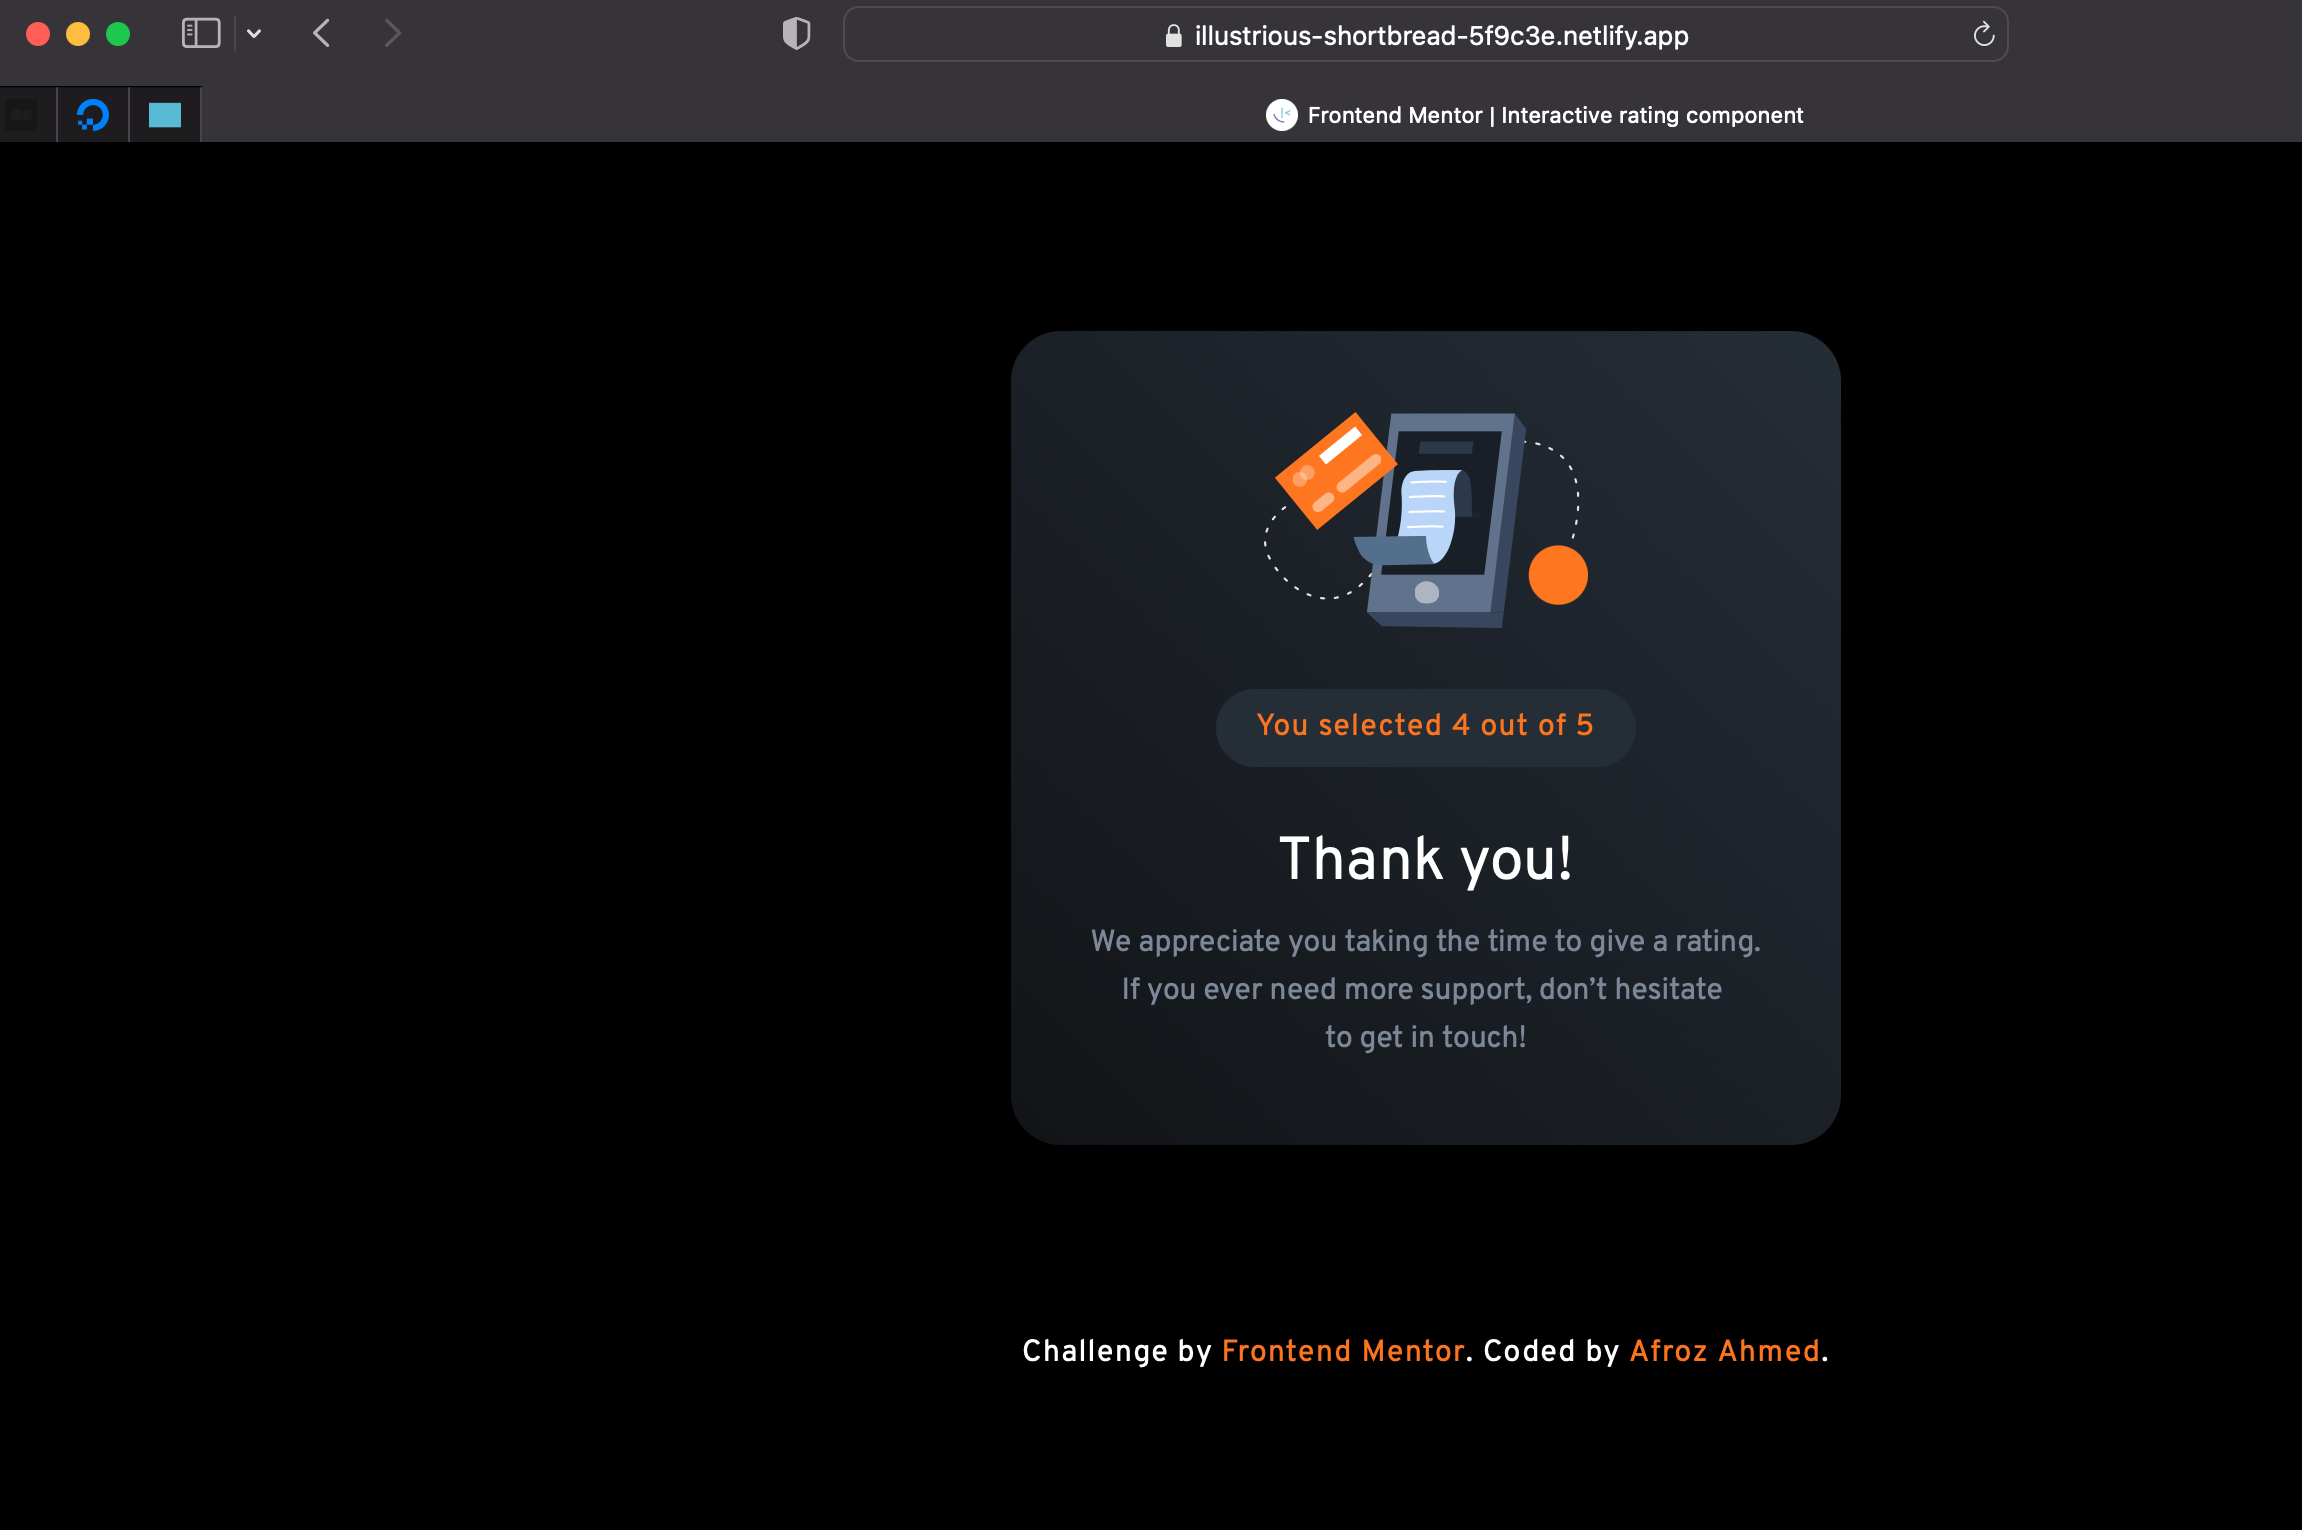 illustrious-shortbread-5f9c3e.netlify.app
Frontend Mentor | Interactive rating component
You selected 4 out of 5
Thank you!
We appreciate you taking the time to give a rating.
If you ever need more support, don’t hesitate
to get in touch!
Challenge by Frontend Mentor. Coded by Afroz Ahmed.